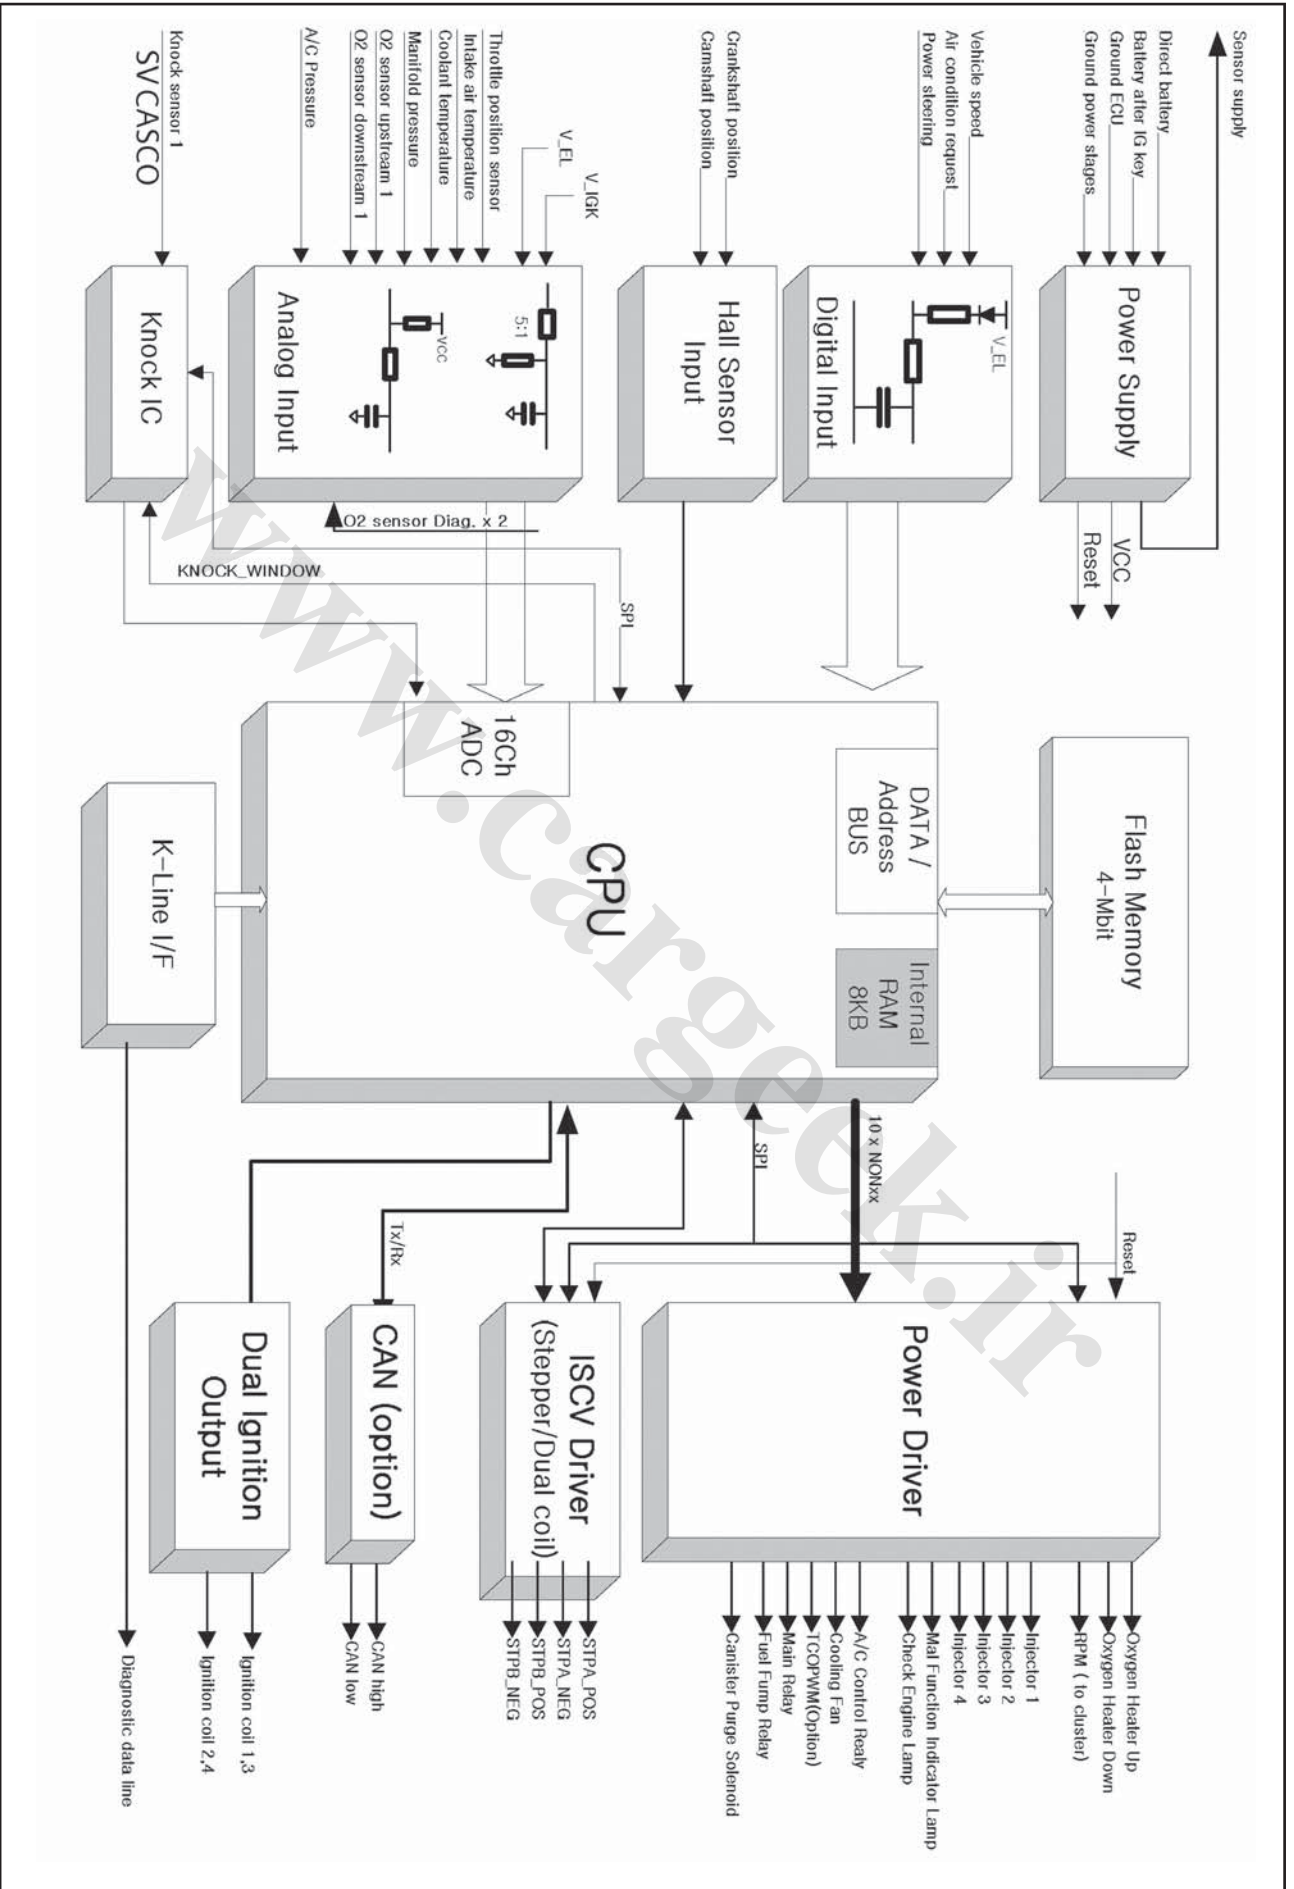 Sensor supply
Direct battery
Battery after IG key
Ground ECU
Ground power stages
Power Supply
VCC
Reset
Vehicle speed
Air condition request
Power steering
V_EL
Digital Input
Crankshaft position
Camshaft position
Hall Sensor
Input
V_IGK
V_EL
Throttle position sensor
Intake air temperature
Coolant temperature
Manifold pressure
O2 sensor upstream 1
O2 sensor downstream 1
A/C Pressure
5:1
VCC
Analog Input
O2 sensor Diag. x 2
Knock sensor 1
SVCASCO
Knock IC
KNOCK_WINDOW
SPI
Flash Memory
4-Mbit
DATA /
Address
BUS
Internal
RAM
8KB
16Ch
ADC
CPU
K-Line I/F
10 x NONxx
SPI
Reset
Tx/Rx
Power Driver
Oxygen Heater Up
Oxygen Heater Down
RPM ( to cluster)
Injector 1
Injector 2
Injector 3
Injector 4
Mal Function Indicator Lamp
Check Engine Lamp
A/C Control Realy
Cooling Fan
TCOPWM(Option)
Main Relay
Fuel Fump Relay
Canister Purge Solenoid
ISCV Driver
(Stepper/Dual coil)
STPA_POS
STPA_NEG
STPB_POS
STPB_NEG
CAN (option)
CAN high
CAN low
Dual Ignition
Output
Ignition coil 1,3
Ignition coil 2,4
Diagnostic data line
www.cargeek.ir